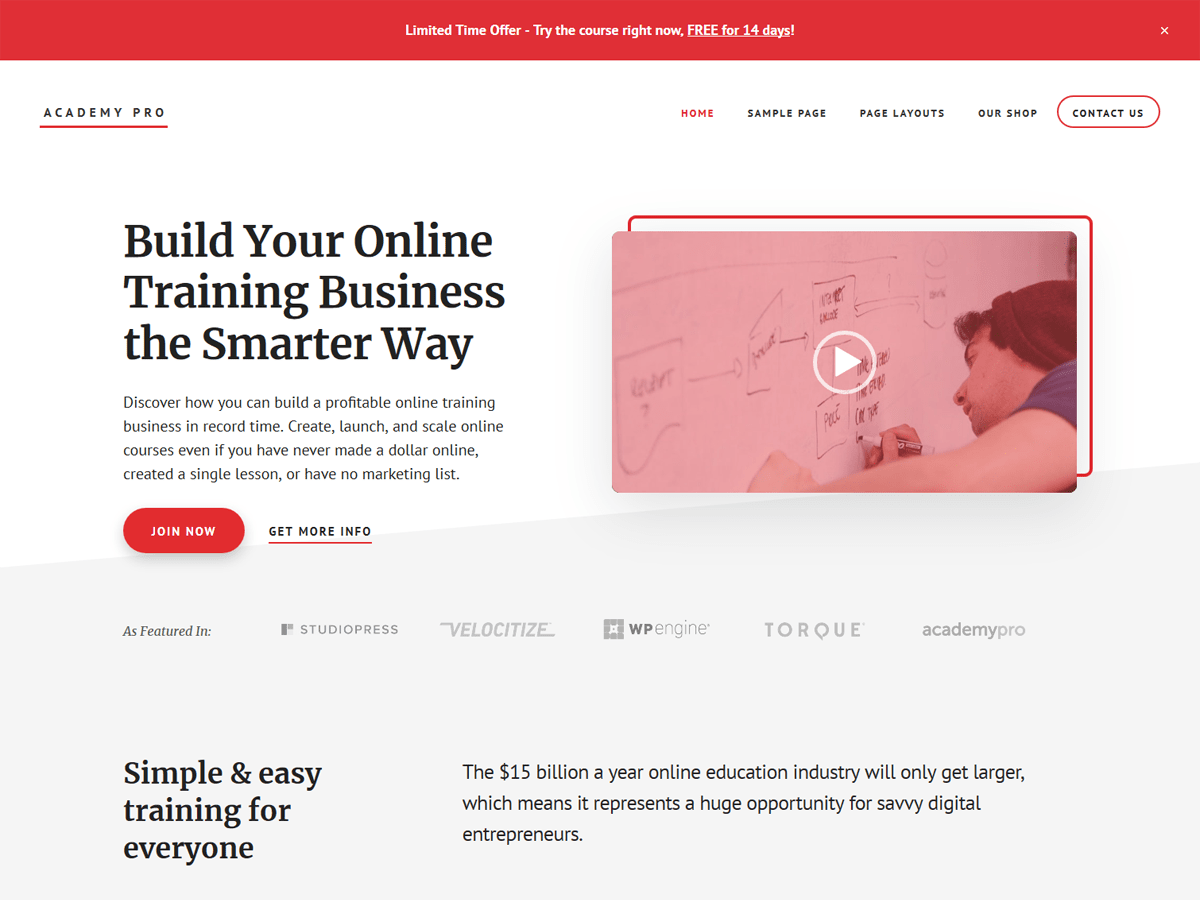 Limited Time Offer - Try the course right now, FREE for 14 days!
×
ACADEMY PRO
HOME
SAMPLE PAGE
PAGE LAYOUTS
OUR SHOP
CONTACT US
Build Your Online
Training Business
the Smarter Way
Discover how you can build a profitable online training
business in record time. Create, launch, and scale online
courses even if you have never made a dollar online,
created a single lesson, or have no marketing list.
JOIN NOW
GET MORE INFO
As Featured In:
STUDIOPRESS
VELOCITIZE
WPengine
TORQUE
academypro
Simple & easy
training for
everyone
The $15 billion a year online education industry will only get larger,
which means it represents a huge opportunity for savvy digital
entrepreneurs.